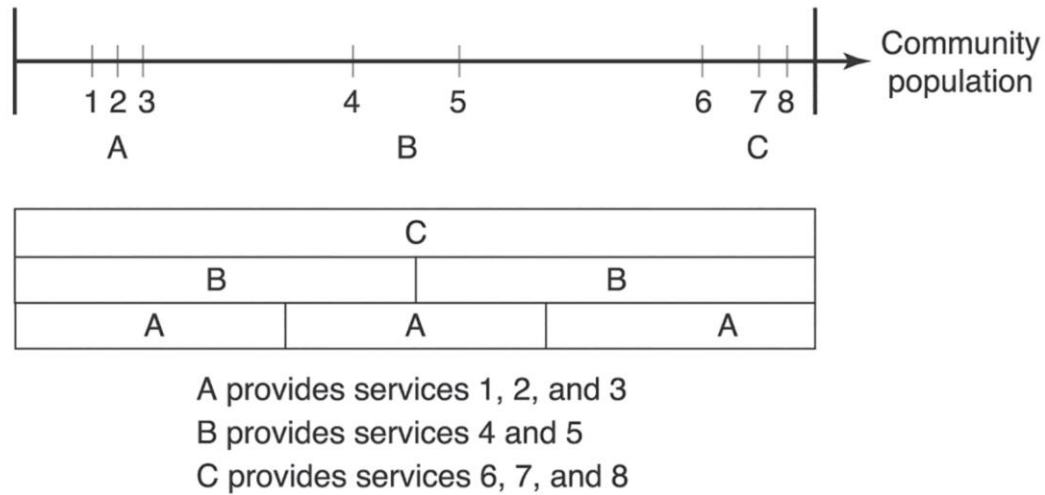 Community
population
1 2 3 4 5 6 7 8
A B C
C
B B
A A A
A provides services 1, 2, and 3
B provides services 4 and 5
C provides services 6, 7, and 8